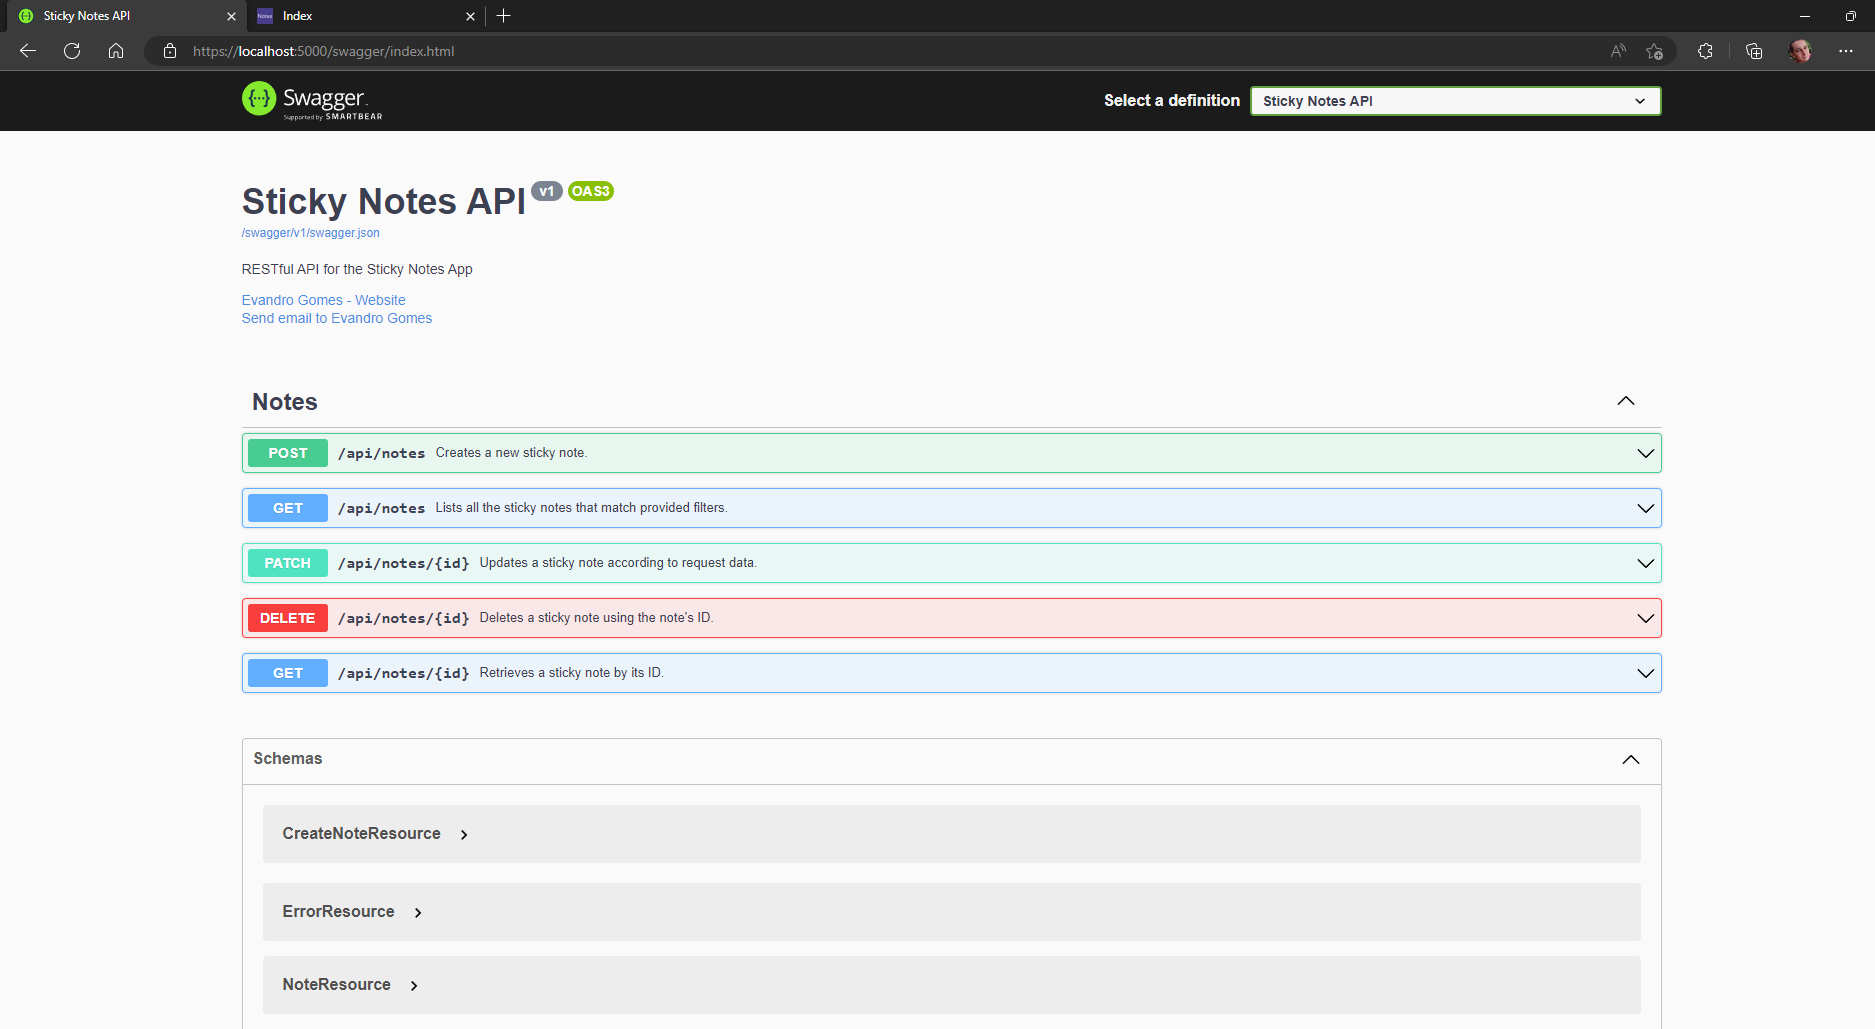 Sticky Notes API
Notes Index
https://localhost:5000/swagger/index.html
Swagger
Supported by SMARTBEAR
Select a definition Sticky Notes API
Sticky Notes API v1 OAS3
/swagger/v1/swagger.json
RESTful API for the Sticky Notes App
Evandro Gomes - Website
Send email to Evandro Gomes
Notes
POST /api/notes Creates a new sticky note.
GET /api/notes Lists all the sticky notes that match provided filters.
PATCH /api/notes/{id} Updates a sticky note according to request data.
DELETE /api/notes/{id} Deletes a sticky note using the note's ID.
GET /api/notes/{id} Retrieves a sticky note by its ID.
Schemas
CreateNoteResource
ErrorResource
NoteResource